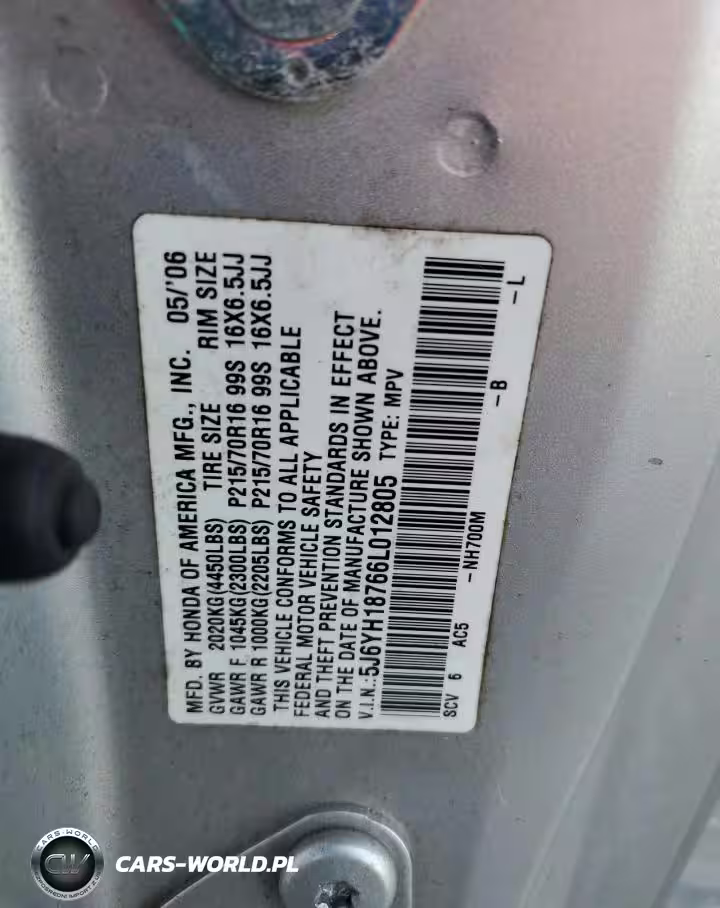 MFD. BY HONDA OF AMERICA MFG., INC. 05/'06
GVWR 2020KG(4450LBS) TIRE SIZE RIM SIZE
GAWR F 1045KG(2300LBS) P215/70R16 99S 16X6.5JJ
GAWR R 1000KG(2205LBS) P215/70R16 99S 16X6.5JJ
THIS VEHICLE CONFORMS TO ALL APPLICABLE
FEDERAL MOTOR VEHICLE SAFETY
AND THEFT PREVENTION STANDARDS IN EFFECT
ON THE DATE OF MANUFACTURE SHOWN ABOVE.
V.I.N.:5J6YH18766L012805 TYPE: MPV
SCV 6 AC5 -NH700M -B -L
CARS-WORLD
CW
CARS-WORLD.PL